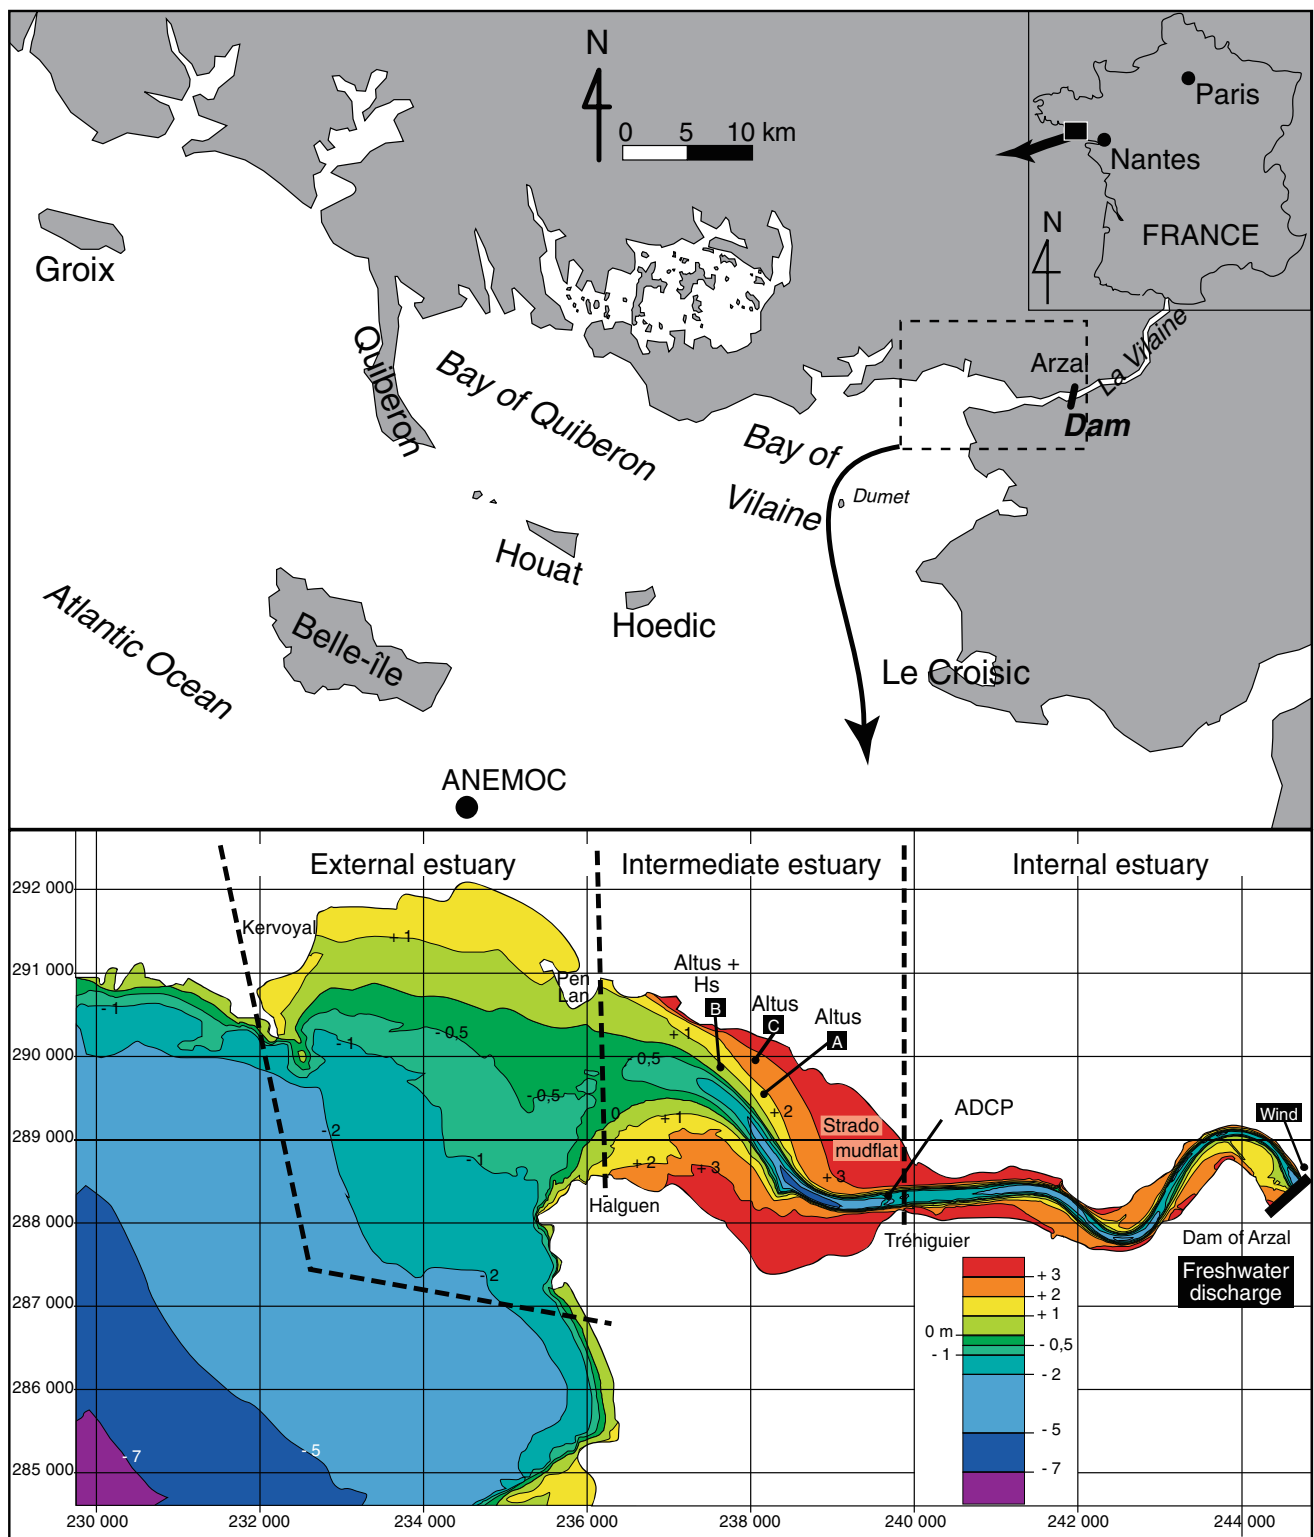 N
0 5 10 km
Paris
Nantes
N
FRANCE
Groix
Quiberon
Bay of Quiberon
Arzal
La Vilaine
Dam
Bay of
Vilaine
Dumet
Houat
Hoedic
Atlantic Ocean
Belle-île
Le Croisic
ANEMOC
External estuary
Intermediate estuary
Internal estuary
292 000
291 000
290 000
289 000
288 000
287 000
286 000
285 000
Kervoyal
+ 1
Pen
Lan
Altus +
Hs
B
Altus
C
Altus
A
- 1
- 0,5
- 1
+ 1
- 0,5
- 0,5
0
+ 1
+ 2
- 2
- 1
+ 2
+ 3
+ 3
Strado
mudflat
ADCP
Wind
Halguen
Tréhiguier
Dam of Arzal
Freshwater
discharge
- 2
- 5
- 7
+ 3
+ 2
+ 1
0 m
- 0,5
- 1
- 2
- 5
- 7
230 000 232 000 234 000 236 000 238 000 240 000 242 000 244 000